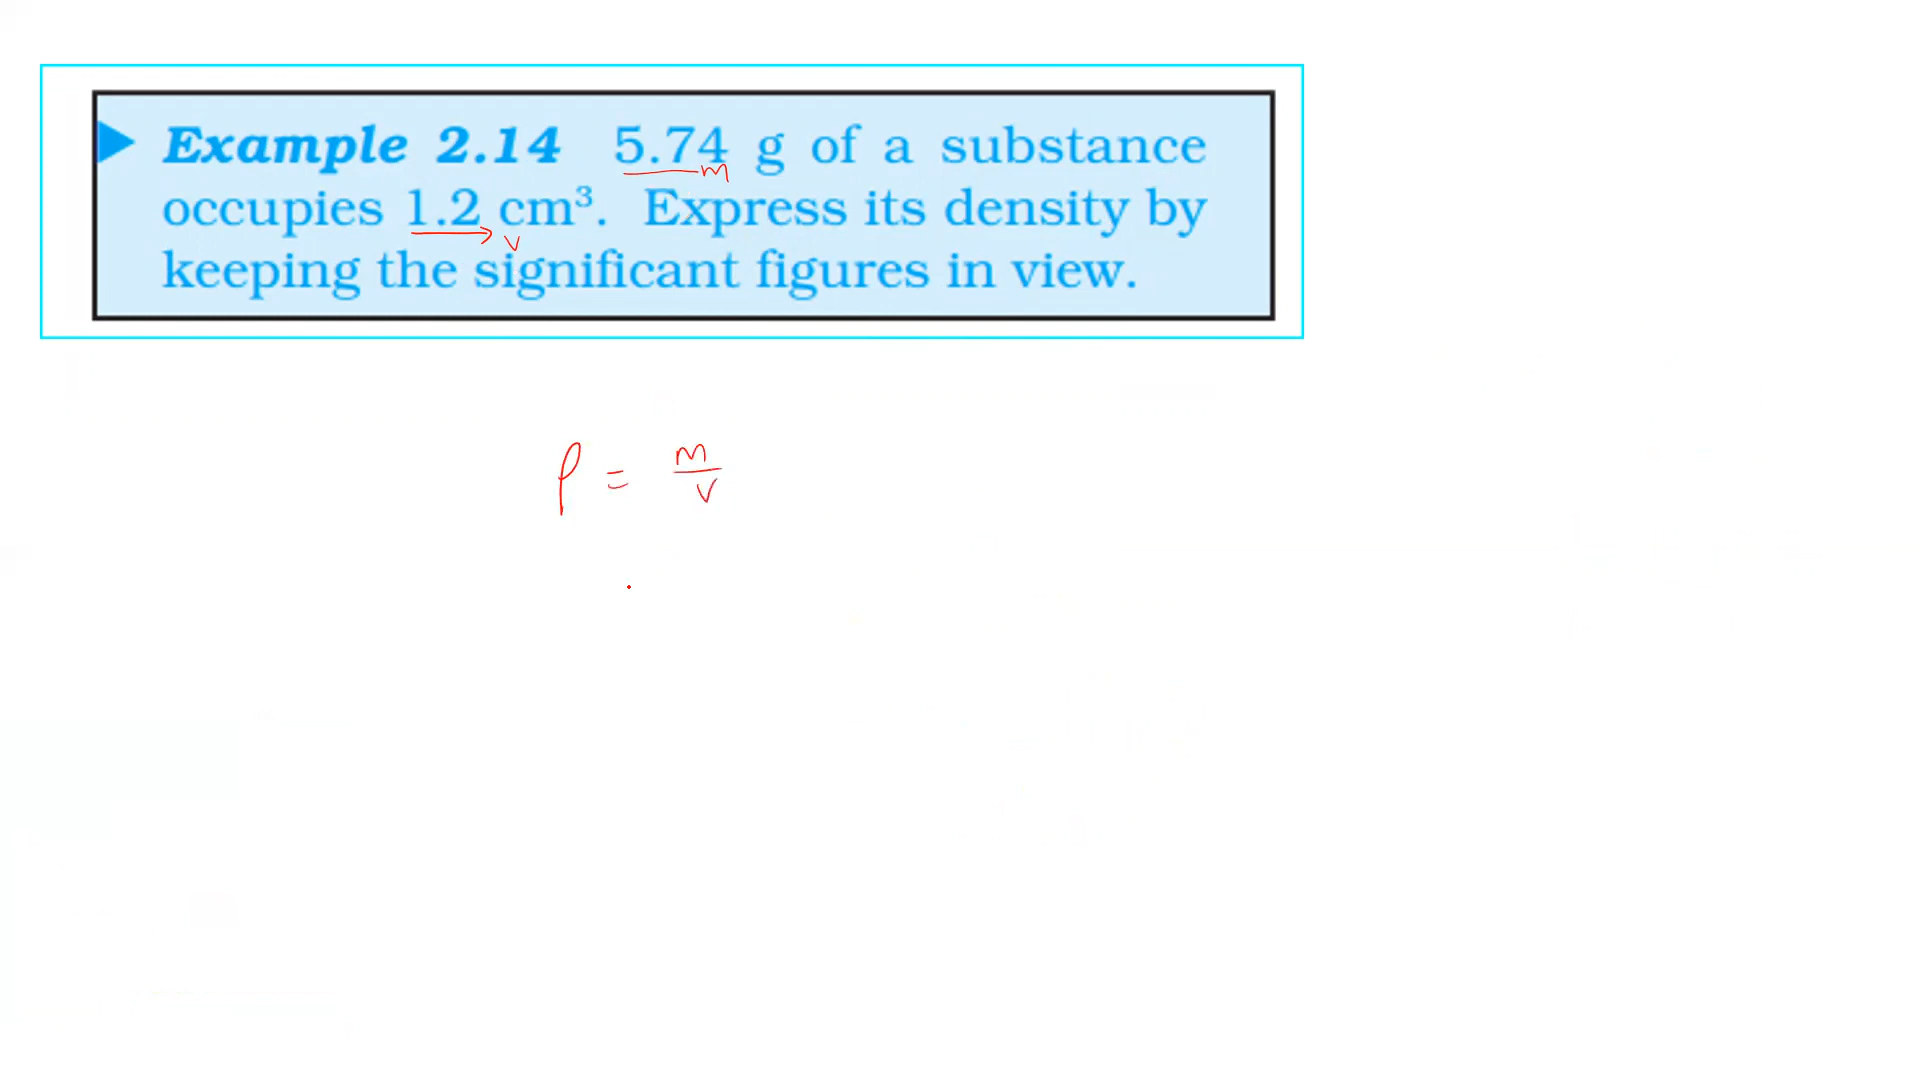 Example 2.14 5.74 g of a substance
m
occupies 1.2 cm³. Express its density by
v
keeping the significant figures in view.
ρ = m/v